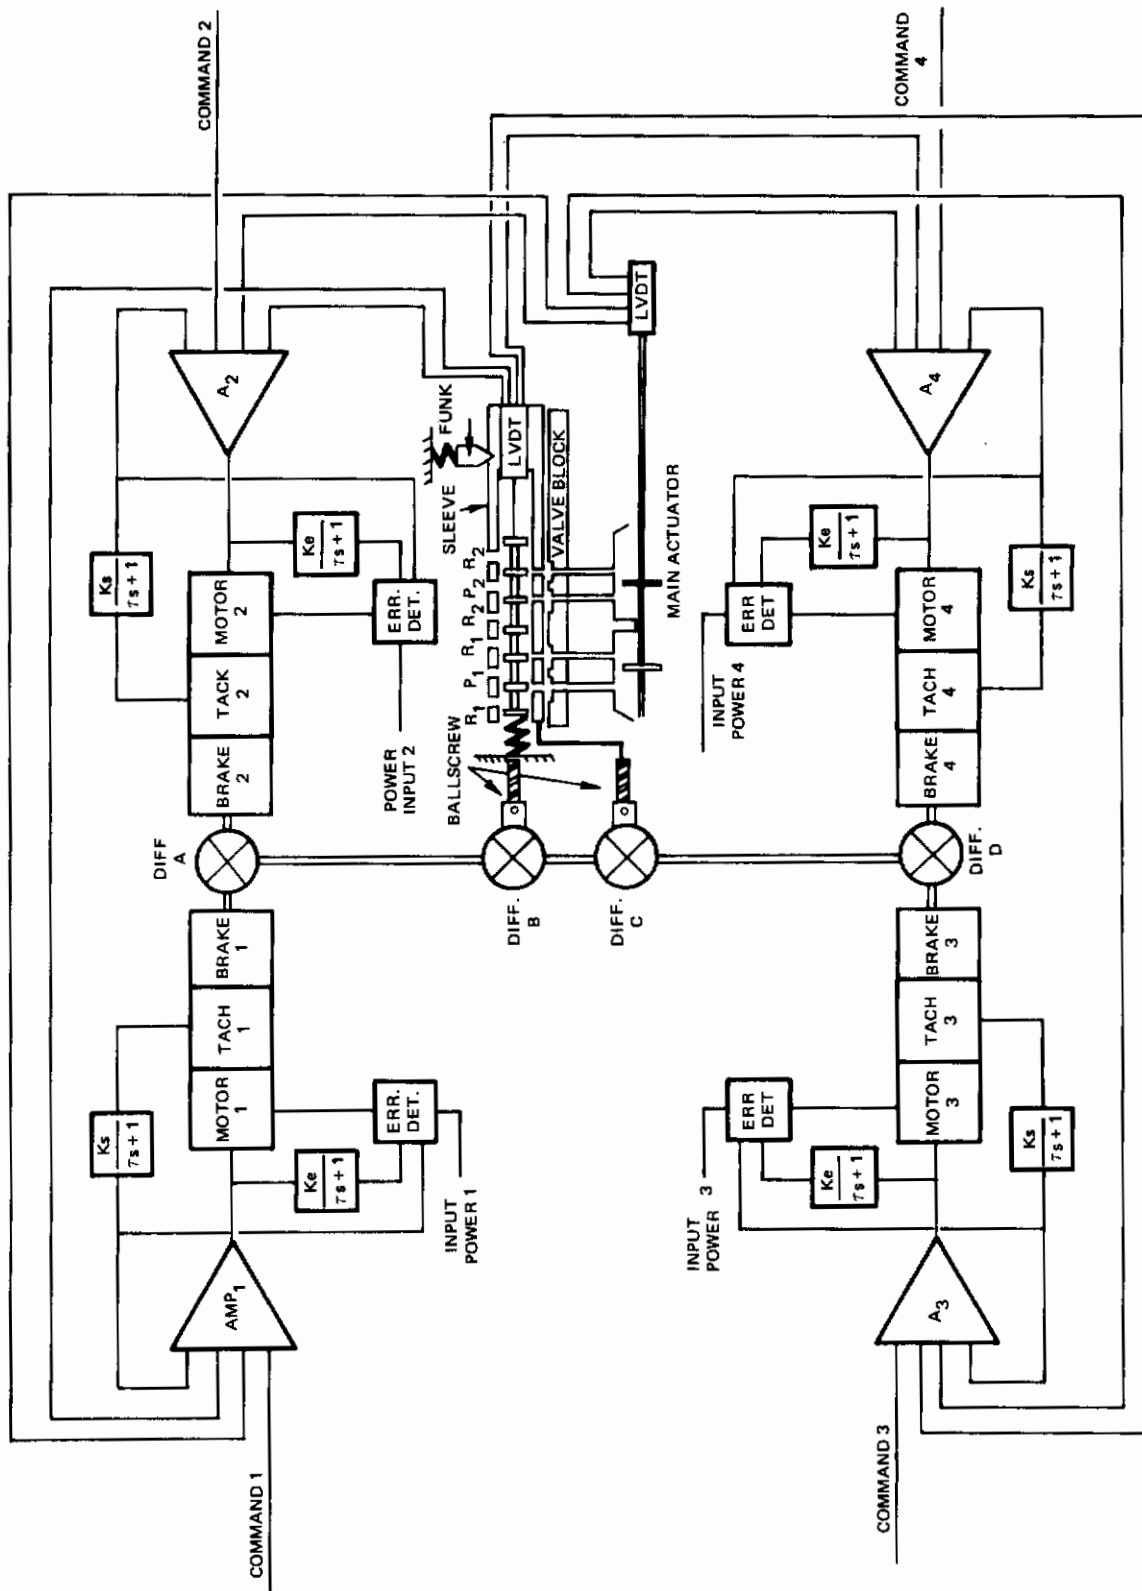 COMMAND 1
AMP1
Ks
τs + 1
Ke
τs + 1
MOTOR
1
TACH
1
BRAKE
1
ERR.
DET.
INPUT
POWER 1
DIFF
A
BRAKE
2
TACK
2
MOTOR
2
Ks
τs + 1
Ke
τs + 1
ERR.
DET.
POWER
INPUT 2
A2
COMMAND 2
DIFF.
B
DIFF.
C
BALLSCREW
R1
P1
R1
R2
P2
R2
SLEEVE
FUNK
LVDT
VALVE BLOCK
LVDT
MAIN ACTUATOR
COMMAND 3
A3
INPUT
POWER 3
ERR
DET
Ke
τs + 1
Ks
τs + 1
MOTOR
3
TACH
3
BRAKE
3
DIFF.
D
BRAKE
4
TACH
4
MOTOR
4
INPUT
POWER 4
ERR
DET
Ke
τs + 1
Ks
τs + 1
A4
COMMAND
4